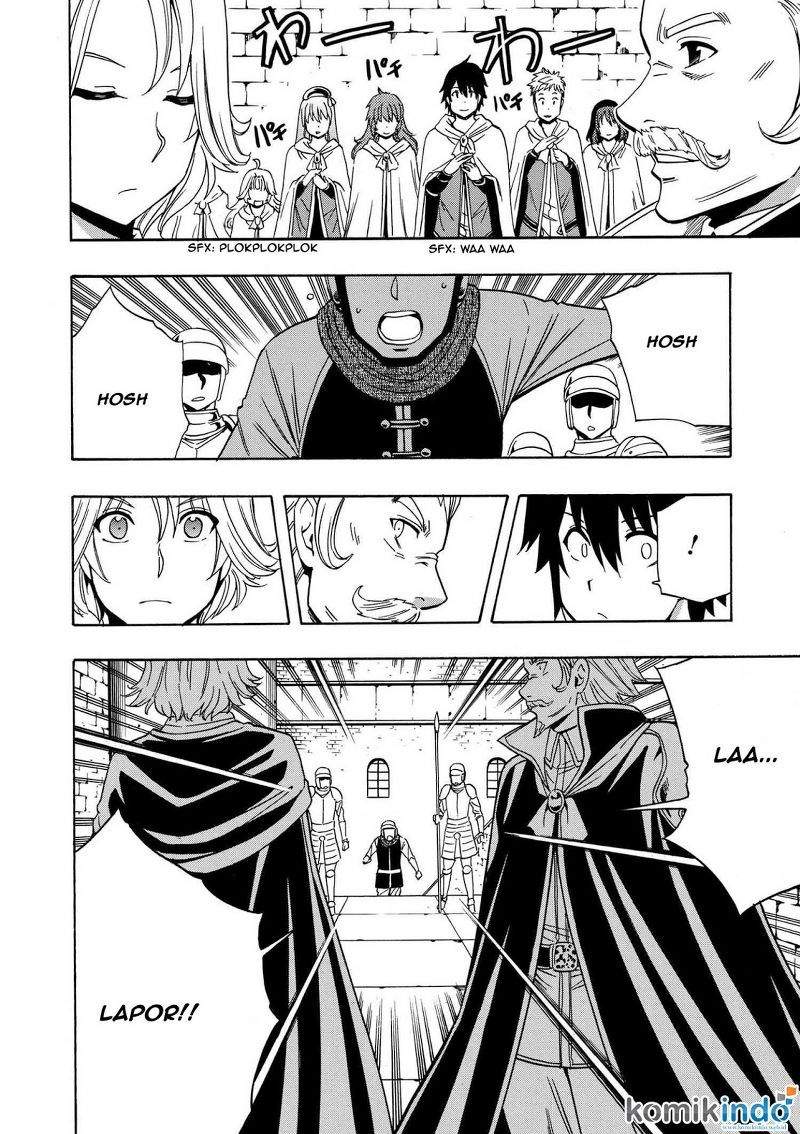 わー
わー
パチ
パチ
パチ
SFX: PLOKPLOKPLOK
SFX: WAA WAA
HOSH
HOSH
!
LAA...
LAPOR!!
komikindo